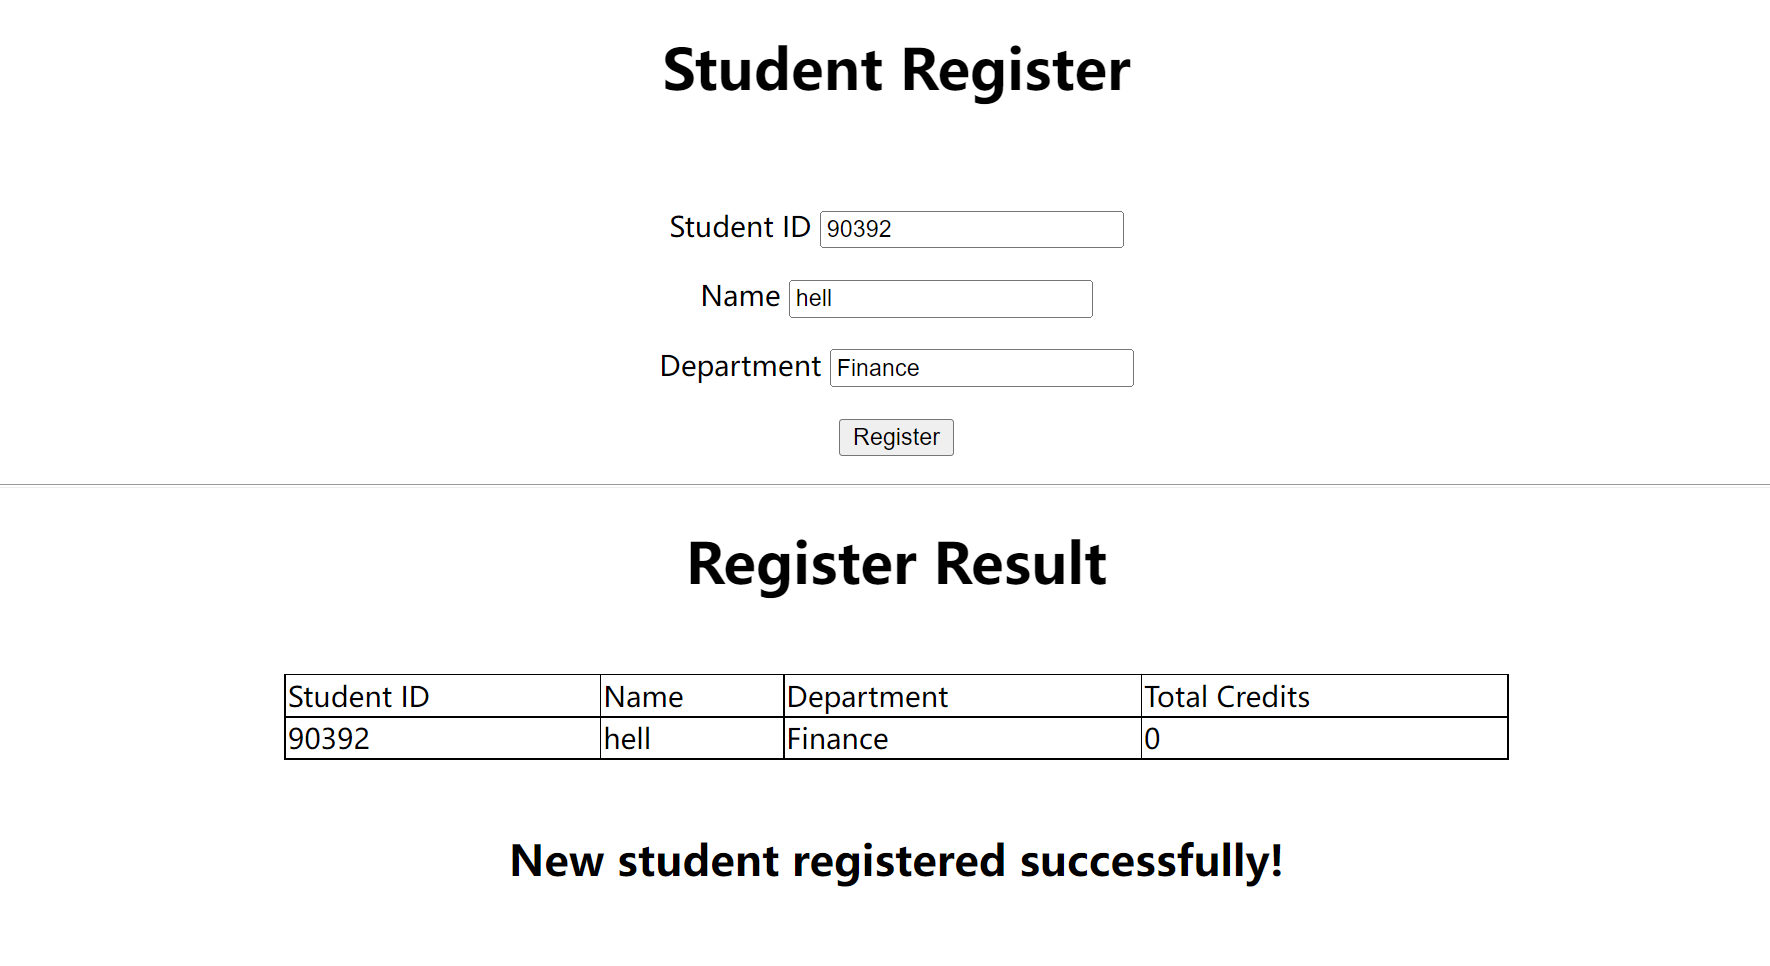 Student Register
Student ID 90392
Name hell
Department Finance
Register
Register Result
Student ID Name Department Total Credits
90392 hell Finance 0
New student registered successfully!